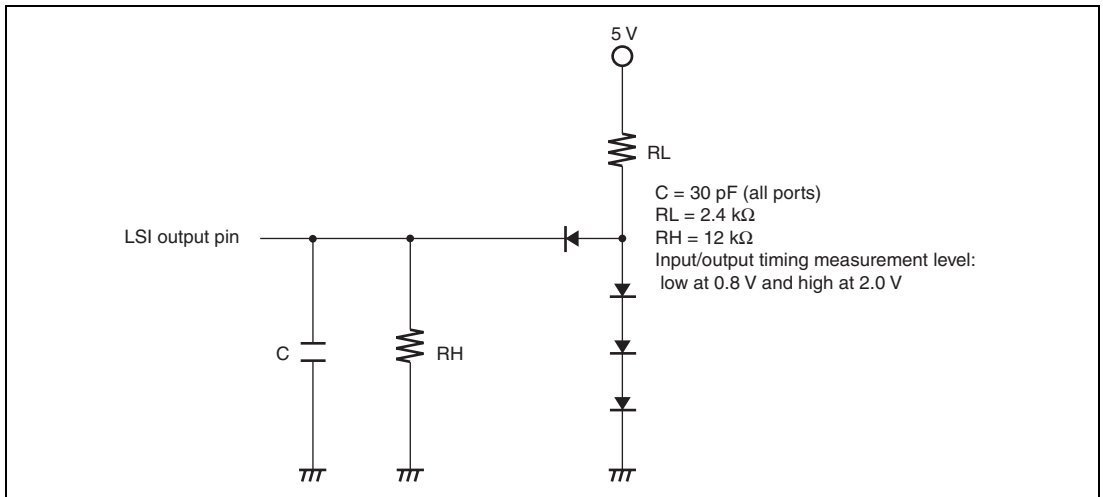 5 V
RL
C = 30 pF (all ports)
RL = 2.4 kΩ
RH = 12 kΩ
Input/output timing measurement level:
low at 0.8 V and high at 2.0 V
LSI output pin
C
RH